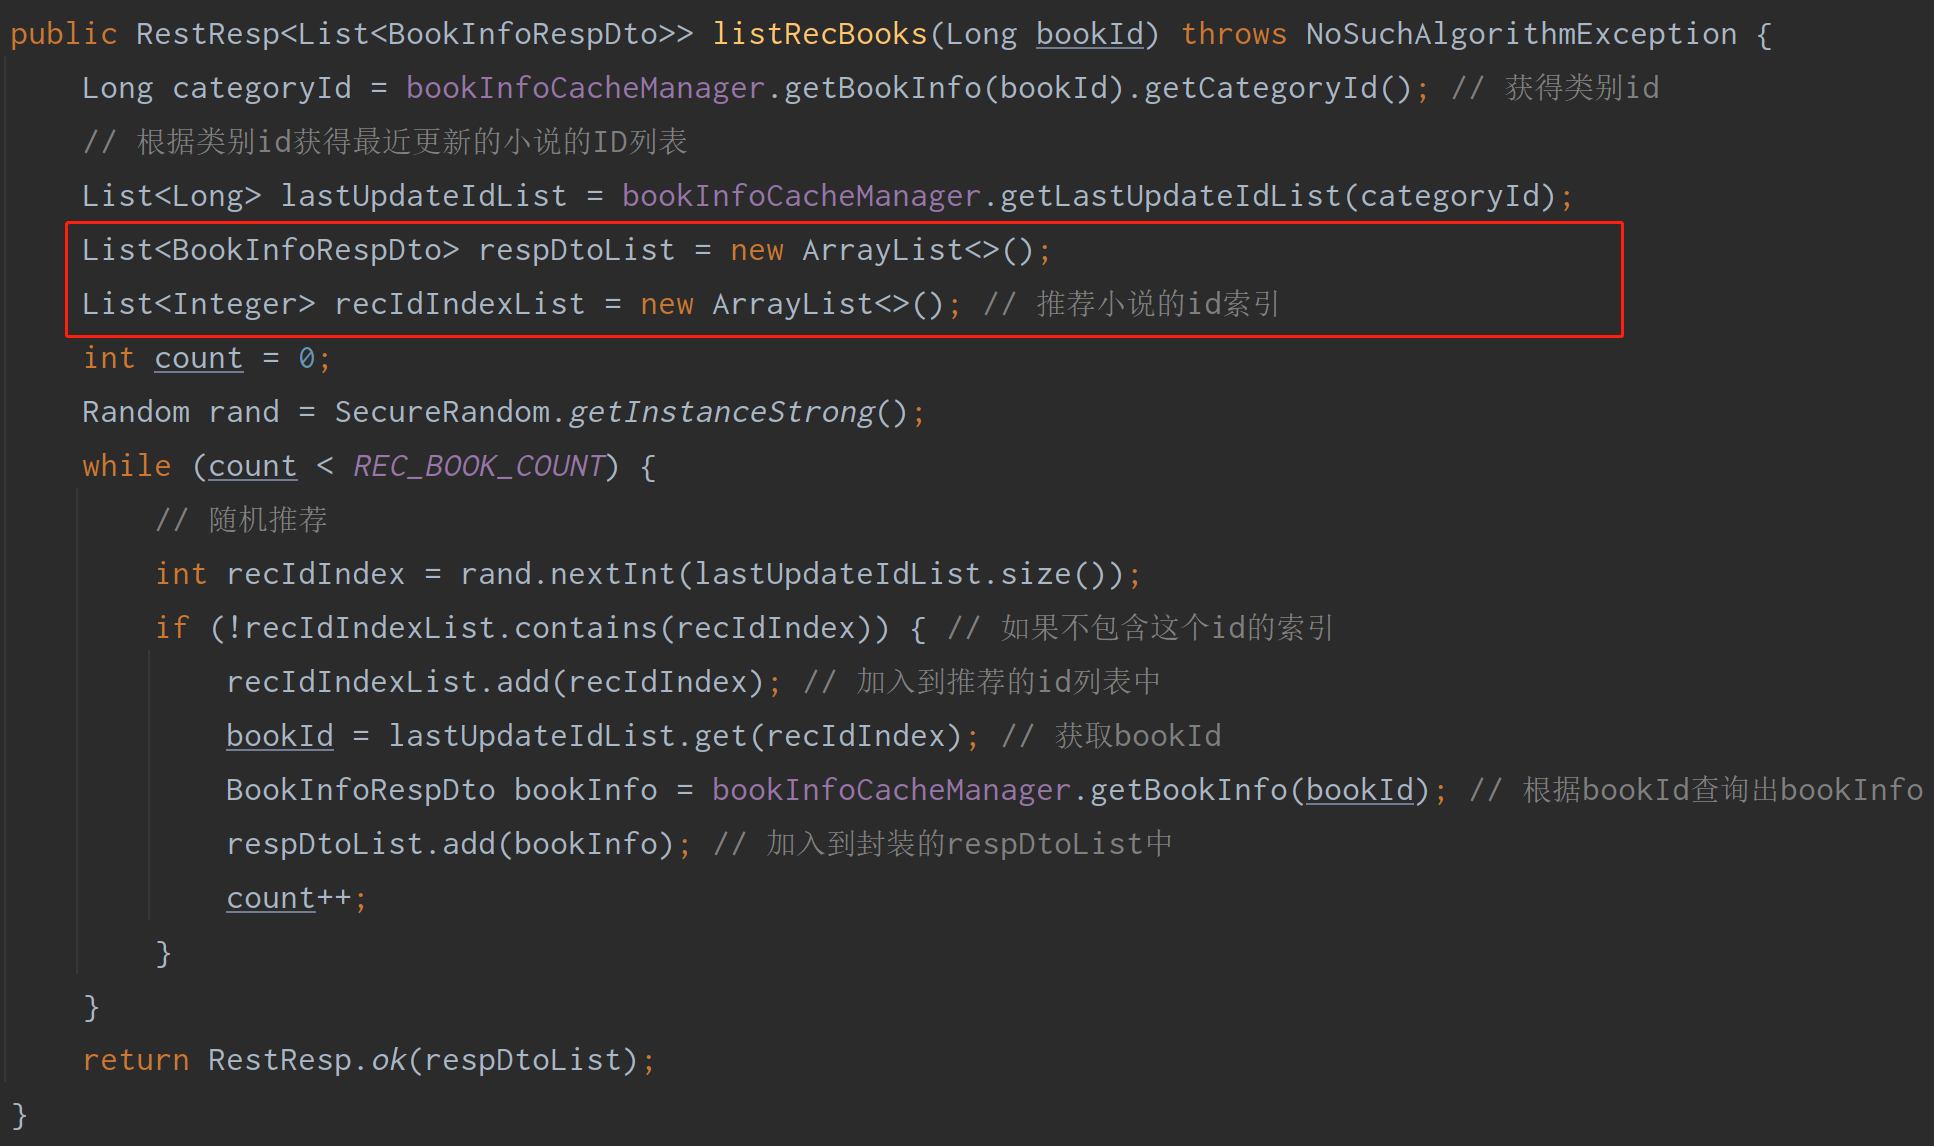 public RestResp<List<BookInfoRespDto>> listRecBooks(Long bookId) throws NoSuchAlgorithmException {
    Long categoryId = bookInfoCacheManager.getBookInfo(bookId).getCategoryId(); // 获得类别id
    // 根据类别id获得最近更新的小说的ID列表
    List<Long> lastUpdateIdList = bookInfoCacheManager.getLastUpdateIdList(categoryId);
    List<BookInfoRespDto> respDtoList = new ArrayList<>();
    List<Integer> recIdIndexList = new ArrayList<>(); // 推荐小说的id索引
    int count = 0;
    Random rand = SecureRandom.getInstanceStrong();
    while (count < REC_BOOK_COUNT) {
        // 随机推荐
        int recIdIndex = rand.nextInt(lastUpdateIdList.size());
        if (!recIdIndexList.contains(recIdIndex)) { // 如果不包含这个id的索引
            recIdIndexList.add(recIdIndex); // 加入到推荐的id列表中
            bookId = lastUpdateIdList.get(recIdIndex); // 获取bookId
            BookInfoRespDto bookInfo = bookInfoCacheManager.getBookInfo(bookId); // 根据bookId查询出bookInfo
            respDtoList.add(bookInfo); // 加入到封装的respDtoList中
            count++;
        }
    }
    return RestResp.ok(respDtoList);
}